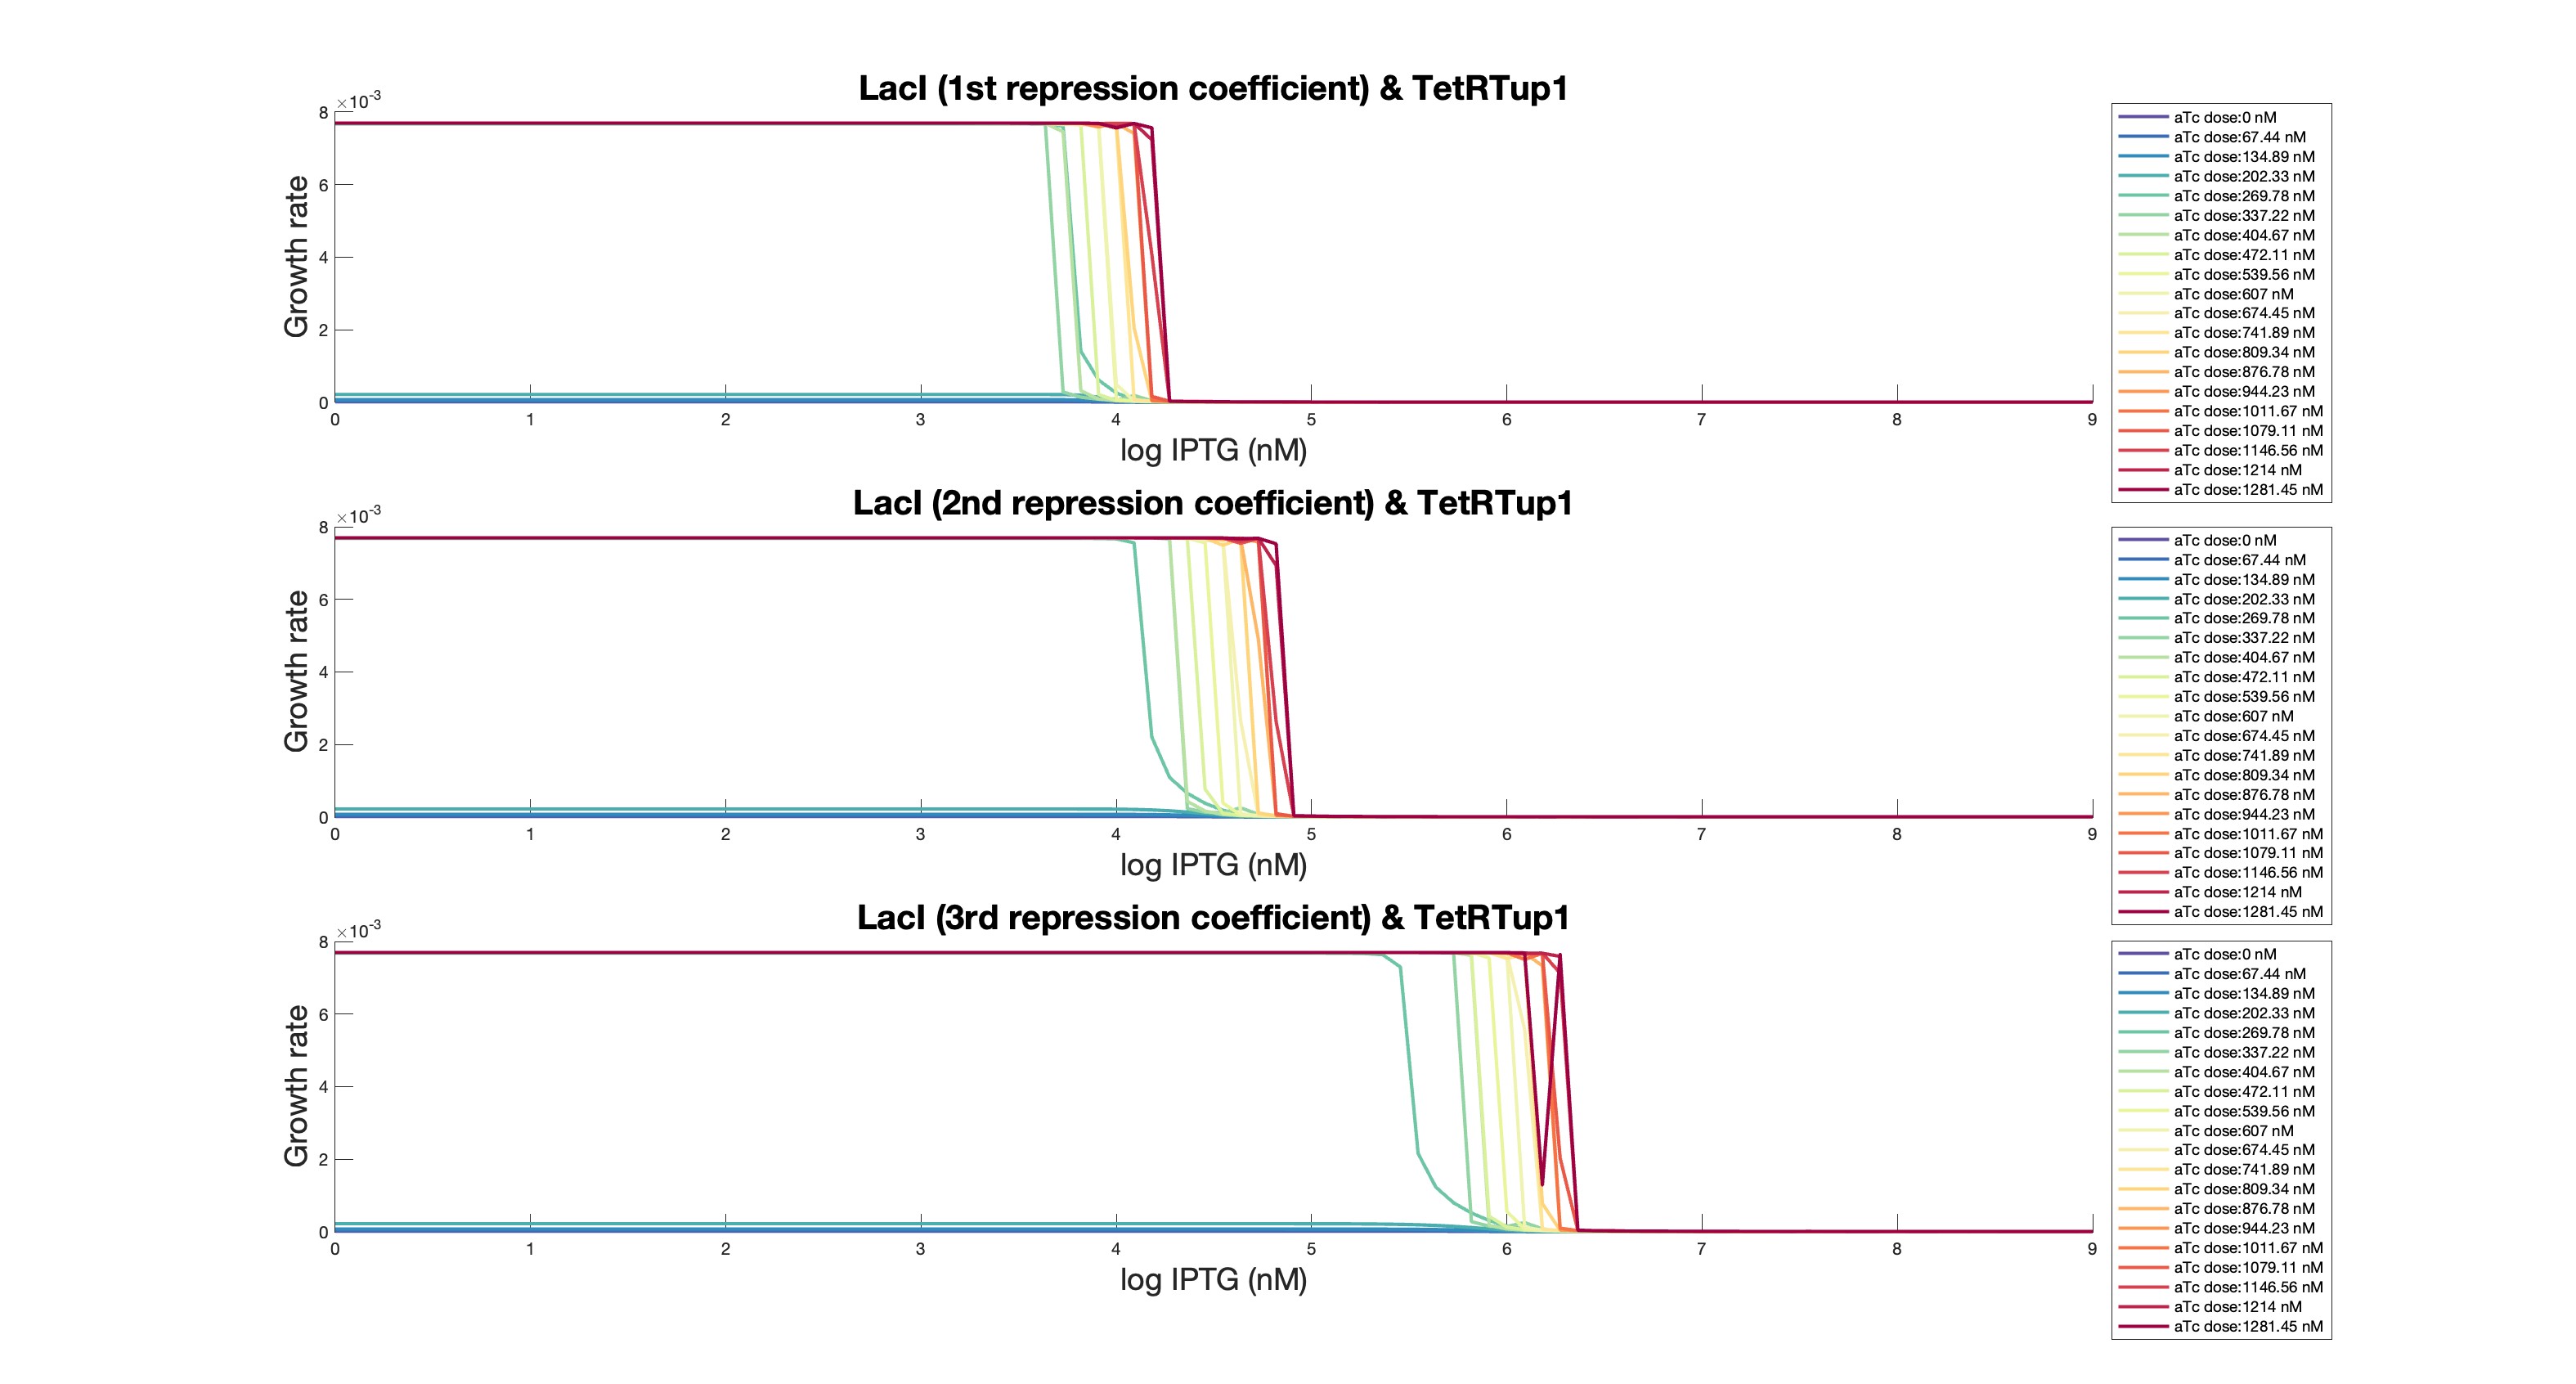 LacI (1st repression coefficient) & TetRTup1
×10-3
8
6
4
2
0
Growth rate
0 1 2 3 4 5 6 7 8 9
log IPTG (nM)
aTc dose:0 nM
aTc dose:67.44 nM
aTc dose:134.89 nM
aTc dose:202.33 nM
aTc dose:269.78 nM
aTc dose:337.22 nM
aTc dose:404.67 nM
aTc dose:472.11 nM
aTc dose:539.56 nM
aTc dose:607 nM
aTc dose:674.45 nM
aTc dose:741.89 nM
aTc dose:809.34 nM
aTc dose:876.78 nM
aTc dose:944.23 nM
aTc dose:1011.67 nM
aTc dose:1079.11 nM
aTc dose:1146.56 nM
aTc dose:1214 nM
aTc dose:1281.45 nM
LacI (2nd repression coefficient) & TetRTup1
×10-3
8
6
4
2
0
Growth rate
0 1 2 3 4 5 6 7 8 9
log IPTG (nM)
aTc dose:0 nM
aTc dose:67.44 nM
aTc dose:134.89 nM
aTc dose:202.33 nM
aTc dose:269.78 nM
aTc dose:337.22 nM
aTc dose:404.67 nM
aTc dose:472.11 nM
aTc dose:539.56 nM
aTc dose:607 nM
aTc dose:674.45 nM
aTc dose:741.89 nM
aTc dose:809.34 nM
aTc dose:876.78 nM
aTc dose:944.23 nM
aTc dose:1011.67 nM
aTc dose:1079.11 nM
aTc dose:1146.56 nM
aTc dose:1214 nM
aTc dose:1281.45 nM
LacI (3rd repression coefficient) & TetRTup1
×10-3
8
6
4
2
0
Growth rate
0 1 2 3 4 5 6 7 8 9
log IPTG (nM)
aTc dose:0 nM
aTc dose:67.44 nM
aTc dose:134.89 nM
aTc dose:202.33 nM
aTc dose:269.78 nM
aTc dose:337.22 nM
aTc dose:404.67 nM
aTc dose:472.11 nM
aTc dose:539.56 nM
aTc dose:607 nM
aTc dose:674.45 nM
aTc dose:741.89 nM
aTc dose:809.34 nM
aTc dose:876.78 nM
aTc dose:944.23 nM
aTc dose:1011.67 nM
aTc dose:1079.11 nM
aTc dose:1146.56 nM
aTc dose:1214 nM
aTc dose:1281.45 nM